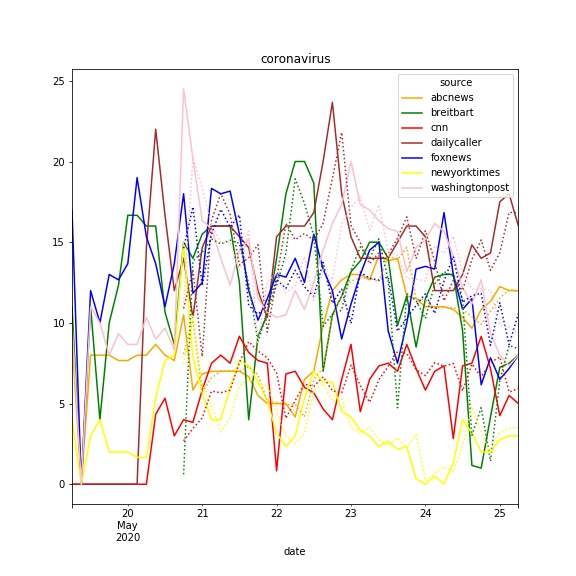 coronavirus
25
20
15
10
5
0
source
abcnews
breitbart
cnn
dailycaller
foxnews
newyorktimes
washingtonpost
20 21 22 23 24 25
May
2020
date